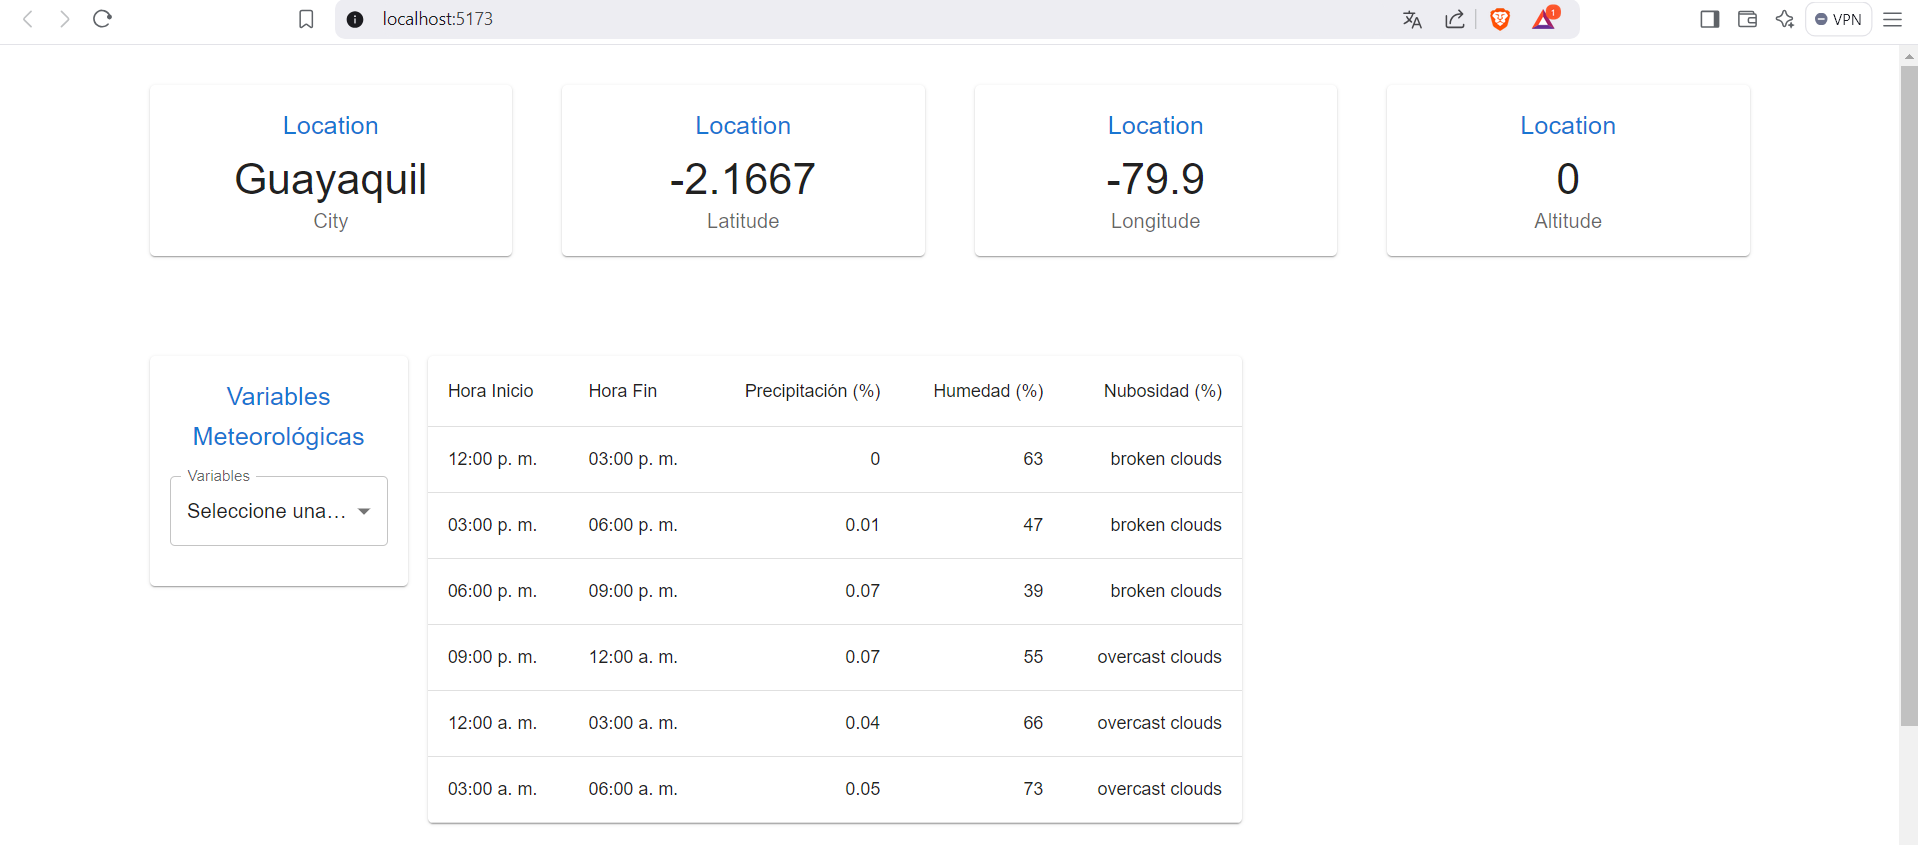 localhost:5173
1
VPN
Location
Guayaquil
City
Location
-2.1667
Latitude
Location
-79.9
Longitude
Location
0
Altitude
Variables
Meteorológicas
Variables
Seleccione una…
Hora Inicio Hora Fin Precipitación (%) Humedad (%) Nubosidad (%)
12:00 p. m. 03:00 p. m. 0 63 broken clouds
03:00 p. m. 06:00 p. m. 0.01 47 broken clouds
06:00 p. m. 09:00 p. m. 0.07 39 broken clouds
09:00 p. m. 12:00 a. m. 0.07 55 overcast clouds
12:00 a. m. 03:00 a. m. 0.04 66 overcast clouds
03:00 a. m. 06:00 a. m. 0.05 73 overcast clouds